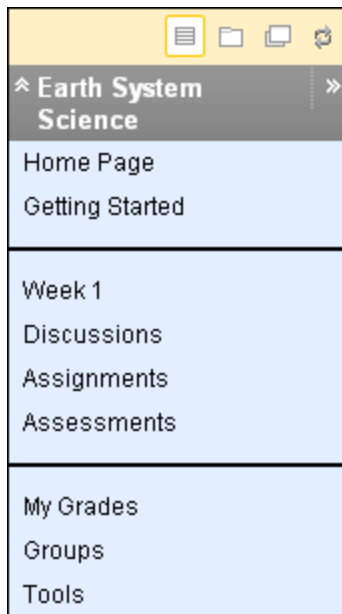 Earth System
Science
Home Page
Getting Started
Week 1
Discussions
Assignments
Assessments
My Grades
Groups
Tools